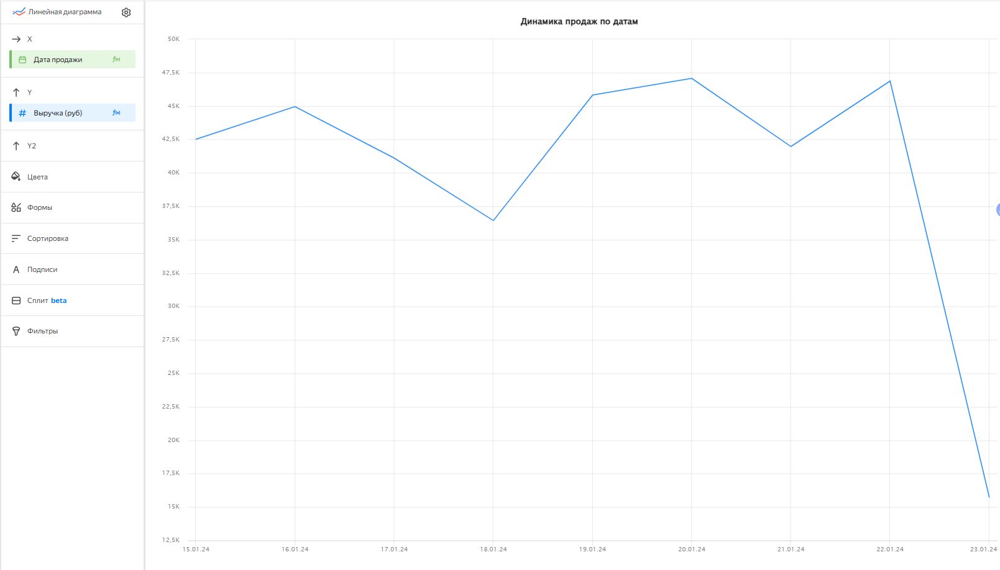 Линейная диаграмма
X
Дата продажи f(x)
Y
Выручка (руб) f(x)
Y2
Цвета
Формы
Сортировка
Подписи
Сплит beta
Фильтры
Динамика продаж по датам
50K
47,5K
45K
42,5K
40K
37,5K
35K
32,5K
30K
27,5K
25K
22,5K
20K
17,5K
15K
12,5K
15.01.24 16.01.24 17.01.24 18.01.24 19.01.24 20.01.24 21.01.24 22.01.24 23.01.24